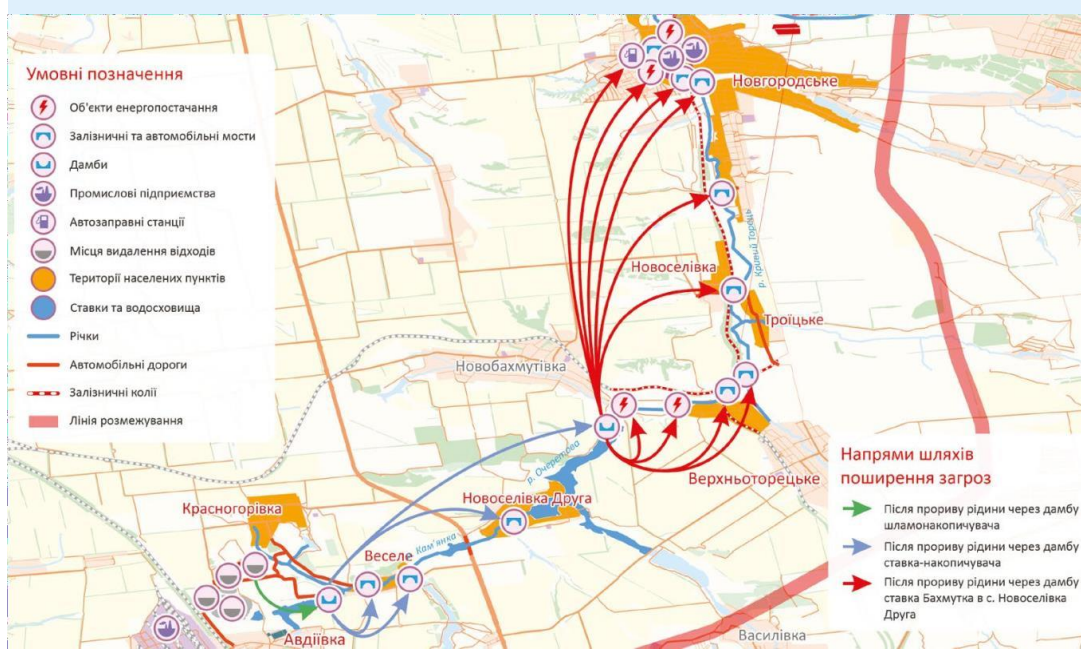 Умовні позначення
Об'єкти енергопостачання
Залізничні та автомобільні мости
Дамби
Промислові підприємства
Автозаправні станції
Місця видалення відходів
Території населених пунктів
Ставки та водосховища
Річки
Автомобільні дороги
Залізничні колії
Лінія розмежування
Новгородське
р. Кривий Торець
Новоселівка
Троїцьке
Новобахмутівка
Верхньоторецьке
р. Очеретова
Новоселівка Друга
Красногорівка
Кам'янка
Веселе
Авдіївка
Василівка
Напрями шляхів
поширення загроз
Після прориву рідини через дамбу
шламонакопичувача
Після прориву рідини через дамбу
ставка-накопичувача
Після прориву рідини через дамбу
ставка Бахмутка в с. Новоселівка
Друга